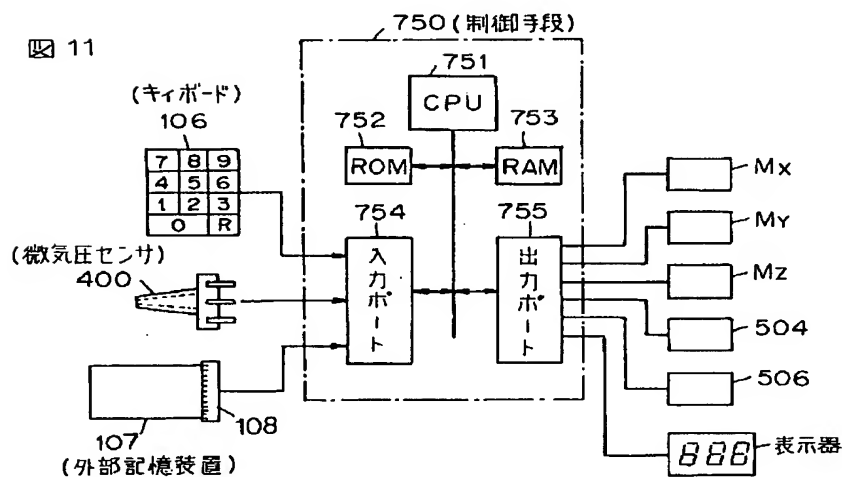 図 11
750 (制御手段)
751
CPU
752
ROM
753
RAM
(キィボード)
106
7 8 9
4 5 6
1 2 3
0 R
754
入力ポート
755
出力ポート
(微気圧センサ)
400
107
108
(外部記憶装置)
Mx
MY
Mz
504
506
888
表示器